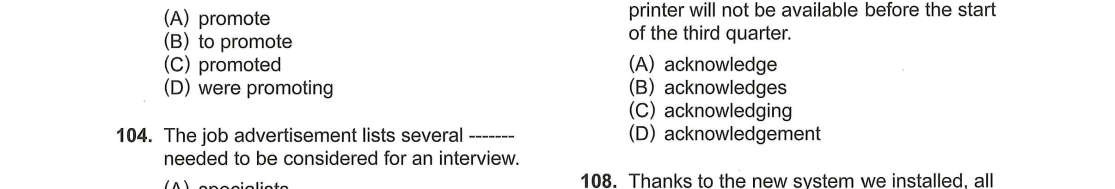 (A) promote
(B) to promote
(C) promoted
(D) were promoting
104. The job advertisement lists several -------
needed to be considered for an interview.
(A) specialists
printer will not be available before the start
of the third quarter.
(A) acknowledge
(B) acknowledges
(C) acknowledging
(D) acknowledgement
108. Thanks to the new system we installed, all